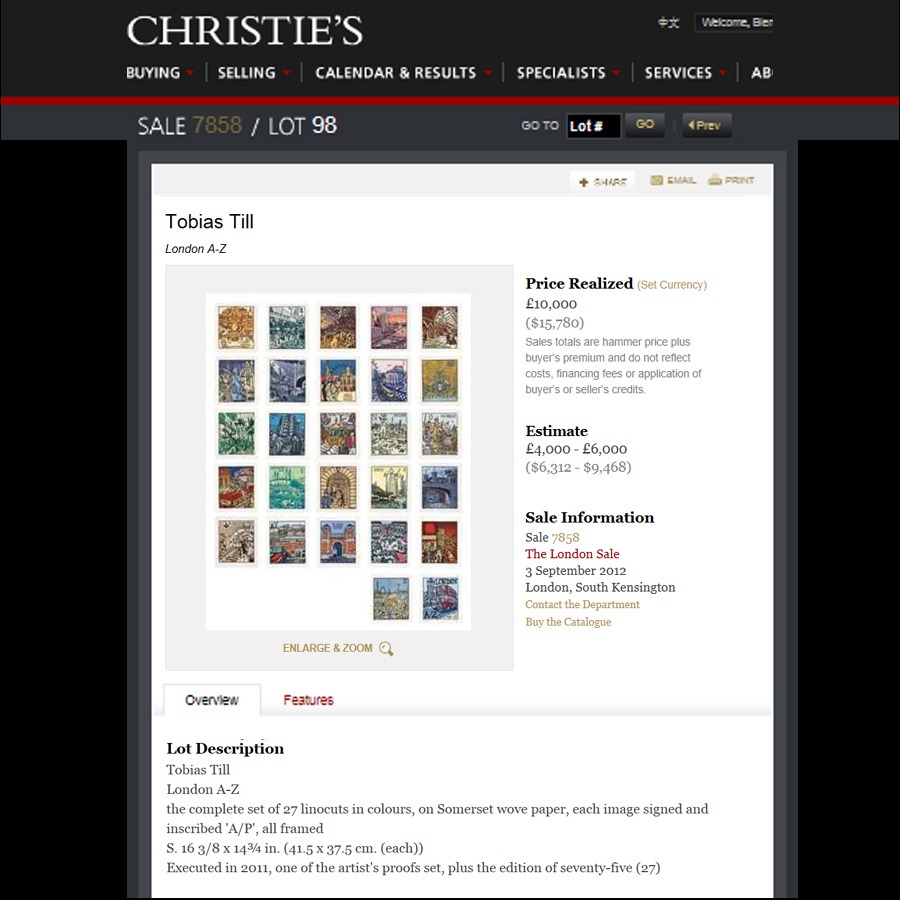 CHRISTIE'S
中文
Welcome, Bler
BUYING SELLING CALENDAR & RESULTS SPECIALISTS SERVICES AB
SALE 7858 / LOT 98
GO TO Lot # GO Prev
SHARE EMAIL PRINT
Tobias Till
London A-Z
Price Realized (Set Currency)
£10,000
($15,780)
Sales totals are hammer price plus
buyer's premium and do not reflect
costs, financing fees or application of
buyer's or seller's credits.
Estimate
£4,000 - £6,000
($6,312 - $9,468)
Sale Information
Sale 7858
The London Sale
3 September 2012
London, South Kensington
Contact the Department
Buy the Catalogue
LONDON
A-Z
ENLARGE & ZOOM
Overview Features
Lot Description
Tobias Till
London A-Z
the complete set of 27 linocuts in colours, on Somerset wove paper, each image signed and
inscribed 'A/P', all framed
S. 16 3/8 x 14¾ in. (41.5 x 37.5 cm. (each))
Executed in 2011, one of the artist's proofs set, plus the edition of seventy-five (27)